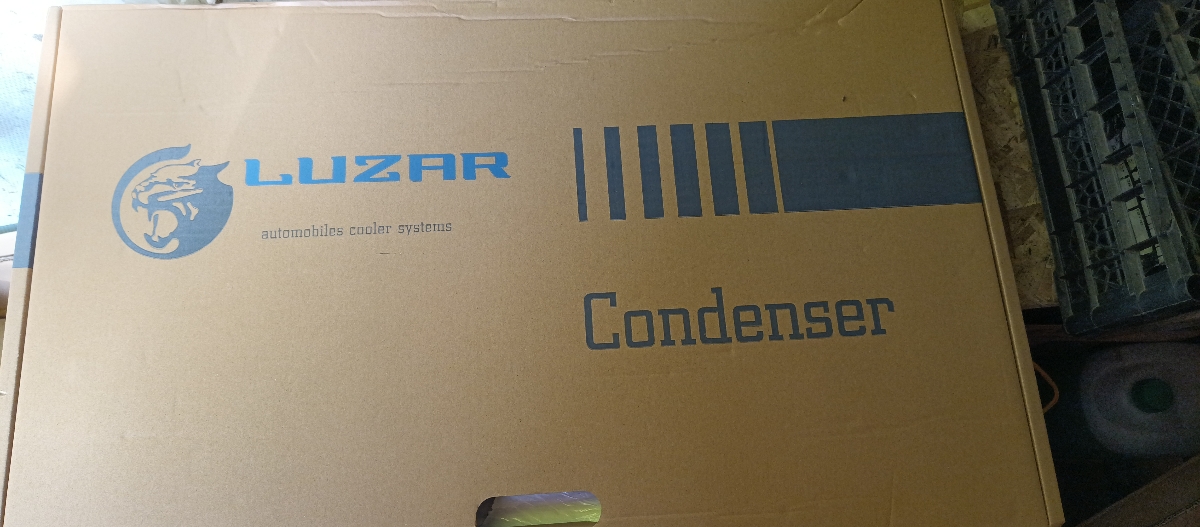 LUZAR
automobiles cooler systems
Condenser